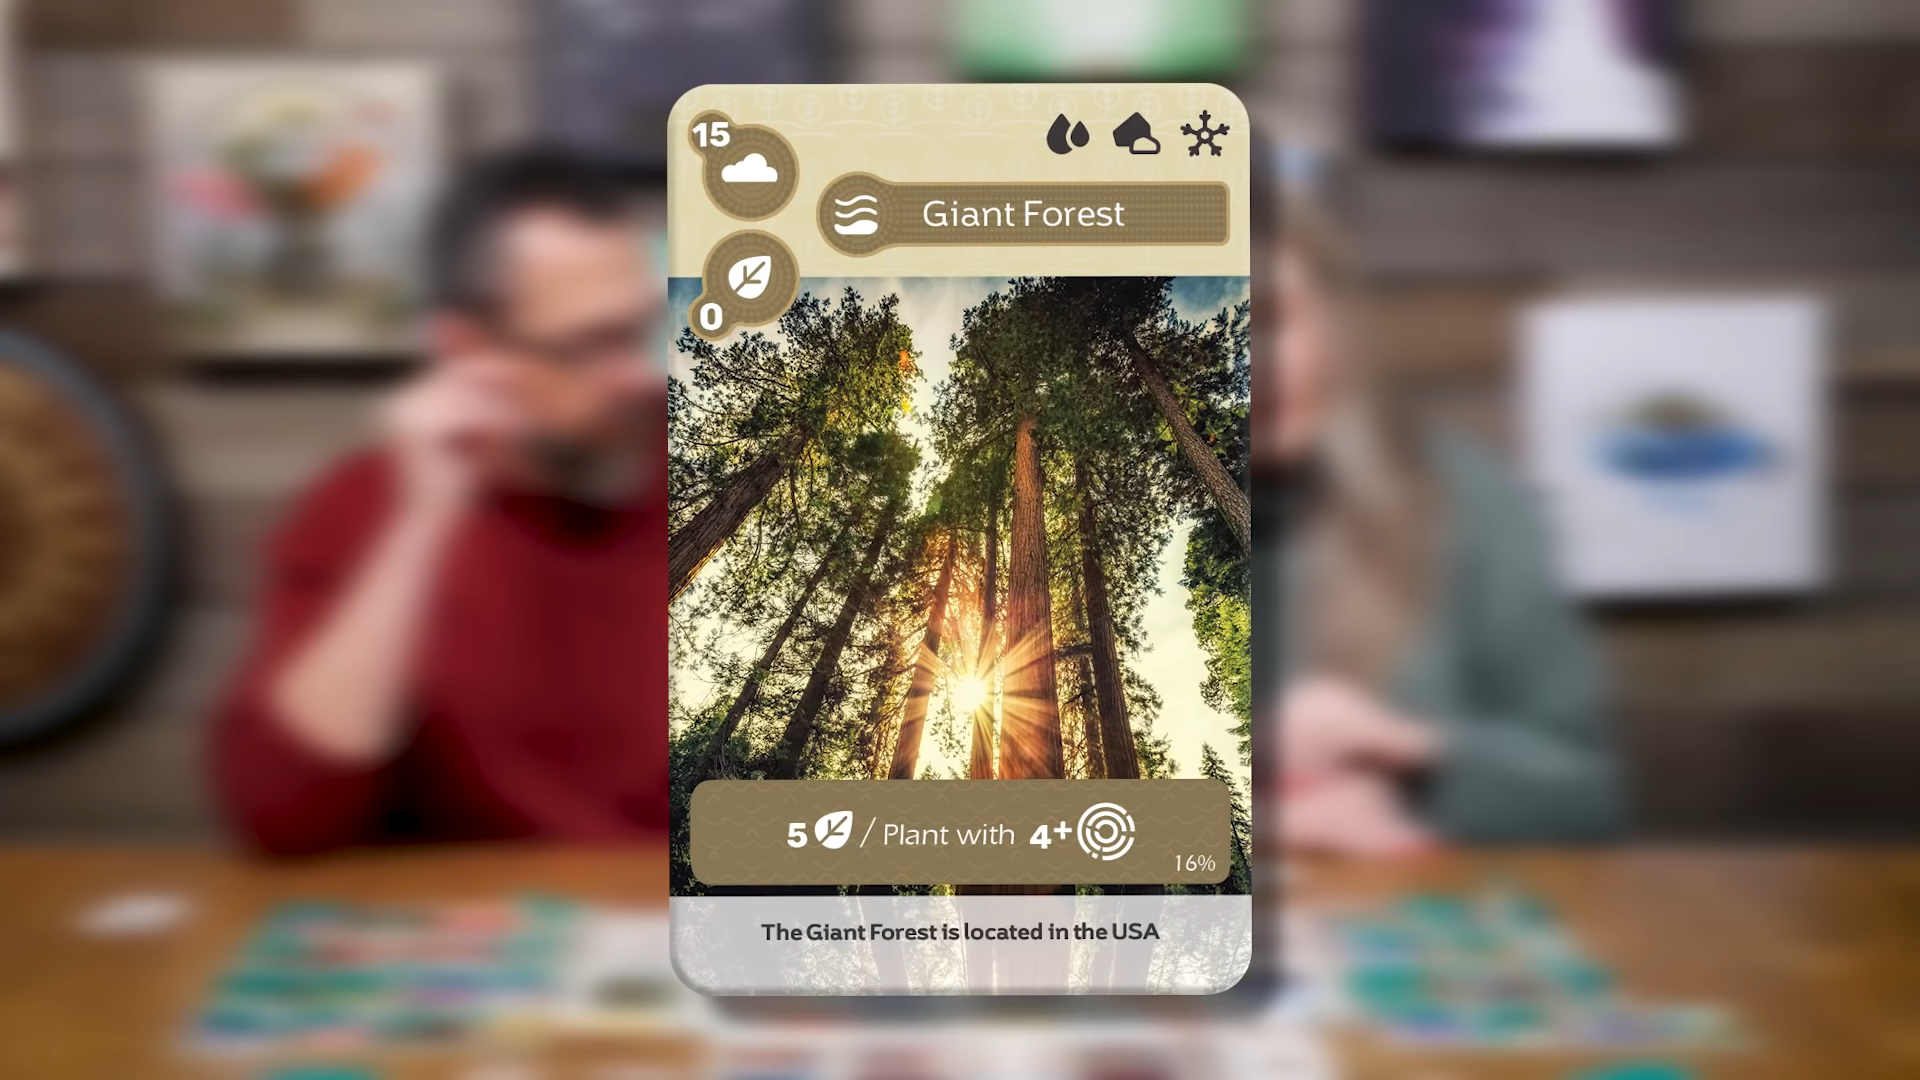 15
Giant Forest
0
5 / Plant with 4+
16%
The Giant Forest is located in the USA